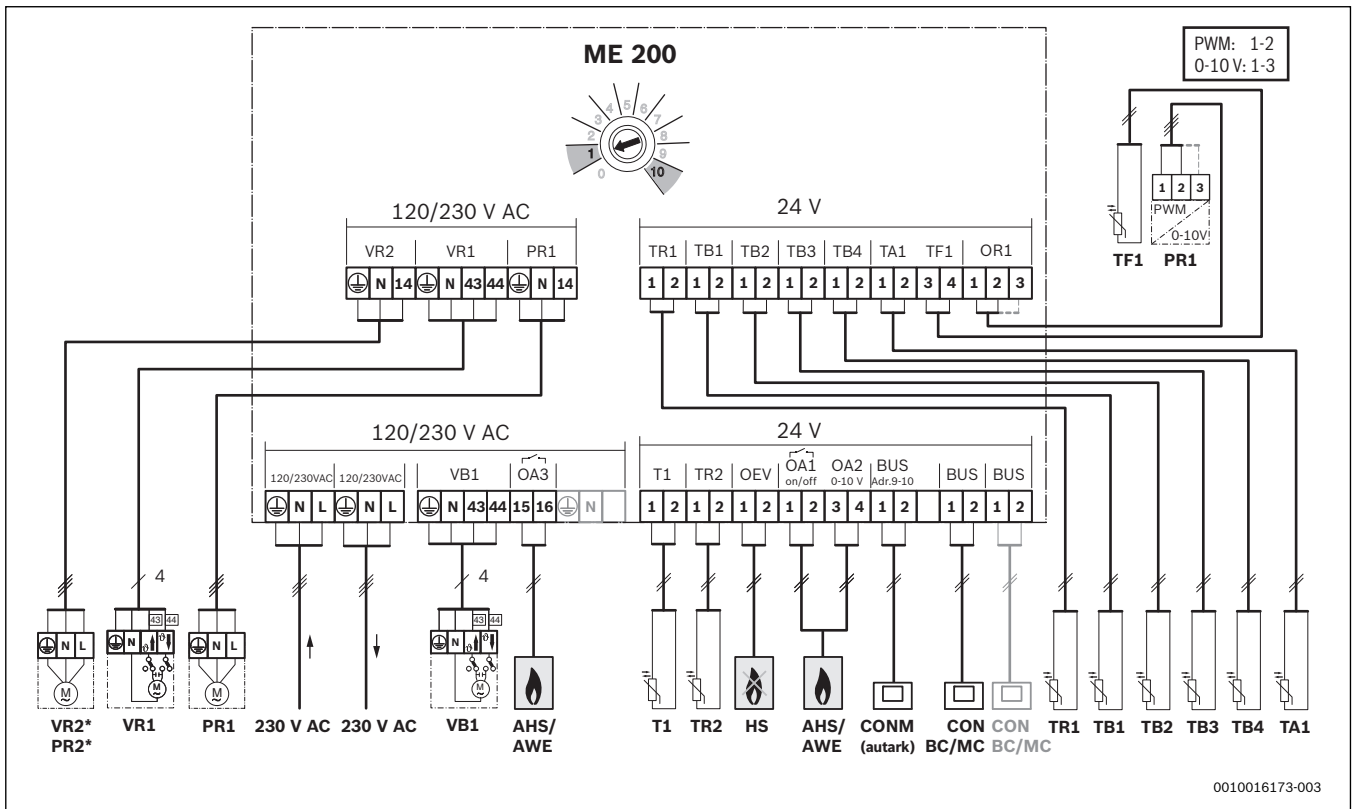 ME 200
PWM: 1-2
0-10 V: 1-3
0 1 2 3 4 5 6 7 8 9 10
1 2 3
PWM
0-10V
TF1 PR1
120/230 V AC
24 V
VR2 VR1 PR1
TR1 TB1 TB2 TB3 TB4 TA1 TF1 OR1
N 14 N 43 44 N 14
1 2 1 2 1 2 1 2 1 2 1 2 3 4 1 2 3
120/230 V AC
24 V
120/230VAC 120/230VAC VB1 OA3
T1 TR2 OEV OA1 OA2 BUS BUS BUS
on/off 0-10 V Adr.9-10
N L N L N 43 44 15 16 N
1 2 1 2 1 2 1 2 3 4 1 2 1 2 1 2
4 4
43 44 43 44
N L N ϑ ϑ N L N ϑ ϑ
M ~ M ~ M ~ M ~
VR2* VR1 PR1 230 V AC 230 V AC VB1 AHS/ T1 TR2 HS AHS/ CONM CON CON TR1 TB1 TB2 TB3 TB4 TA1
PR2* AWE AWE (autark) BC/MC BC/MC
0010016173-003